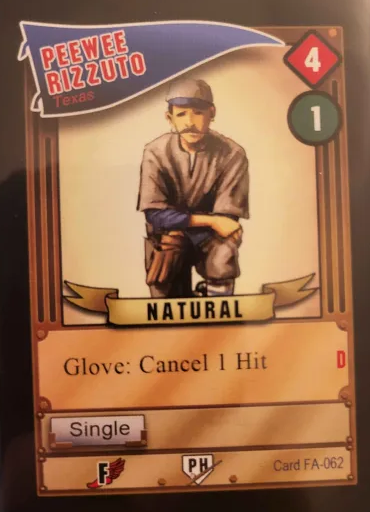 PEEWEE
RIZZUTO
Texas
4
1
NATURAL
Glove: Cancel 1 Hit
D
Single
F
PH
Card FA-062